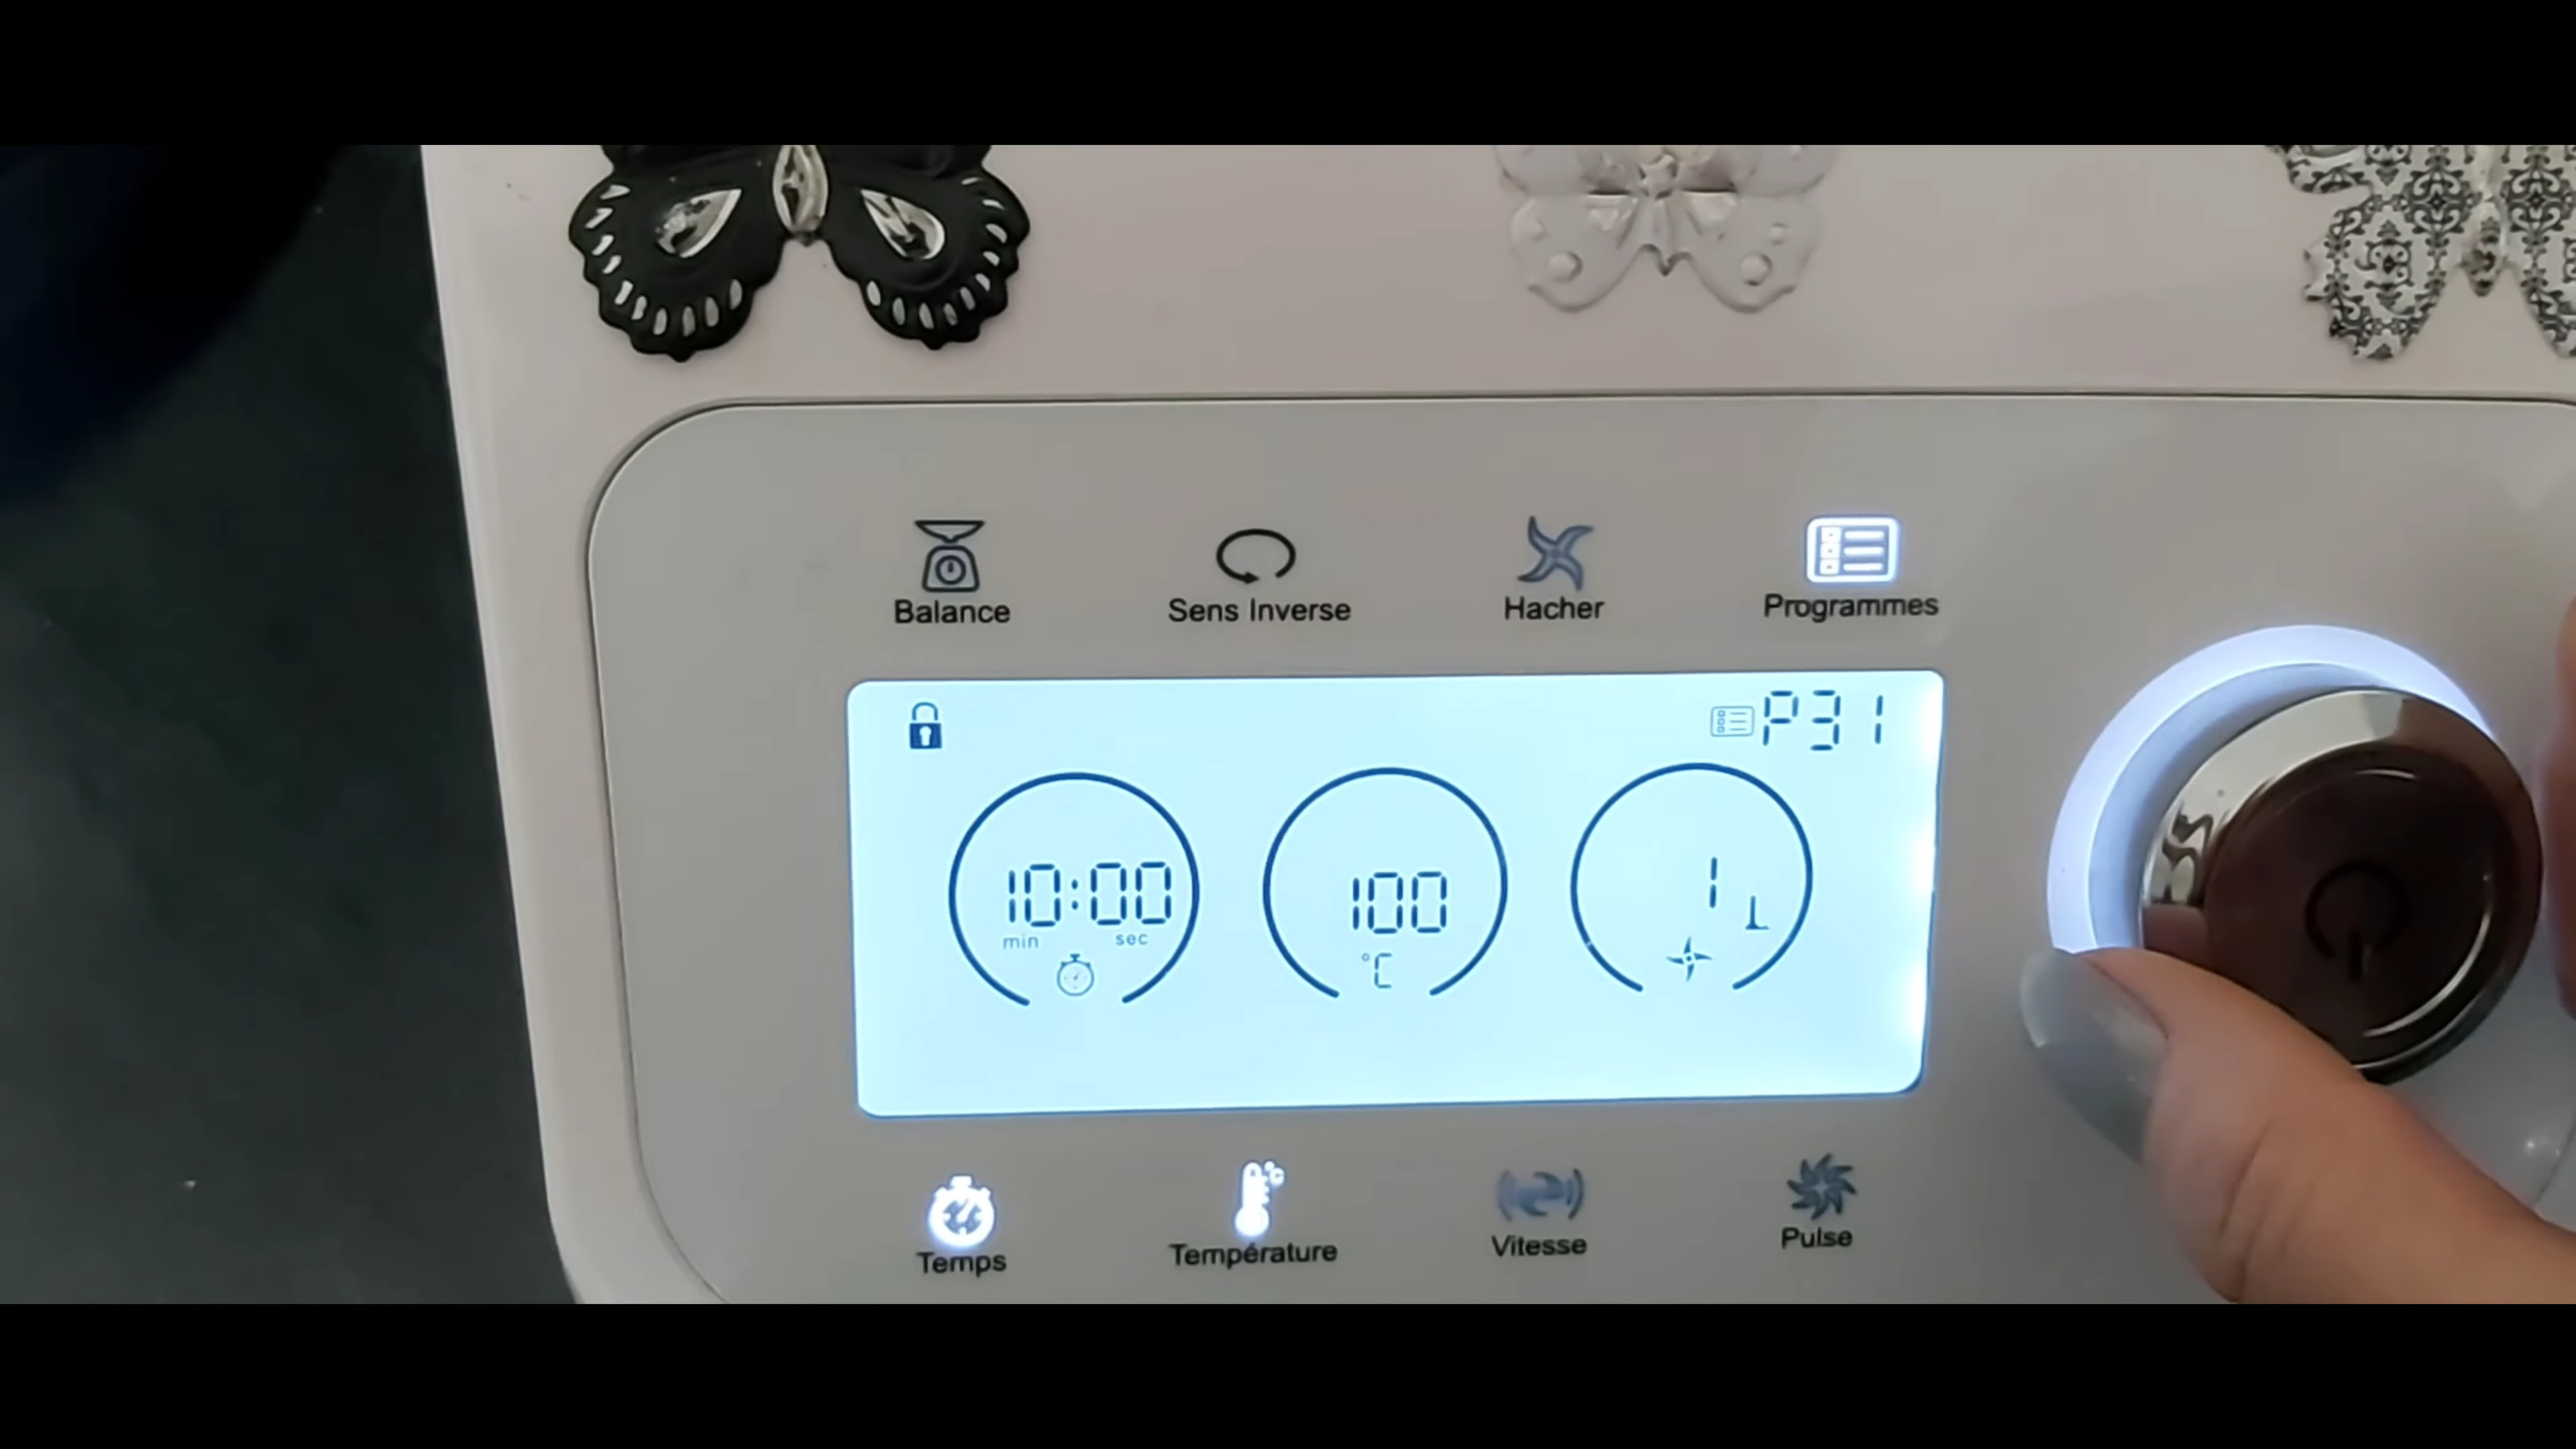 Balance Sens Inverse Hacher Programmes
P31
10:00 100 1 L
min sec °C
Temps Température Vitesse Pulse